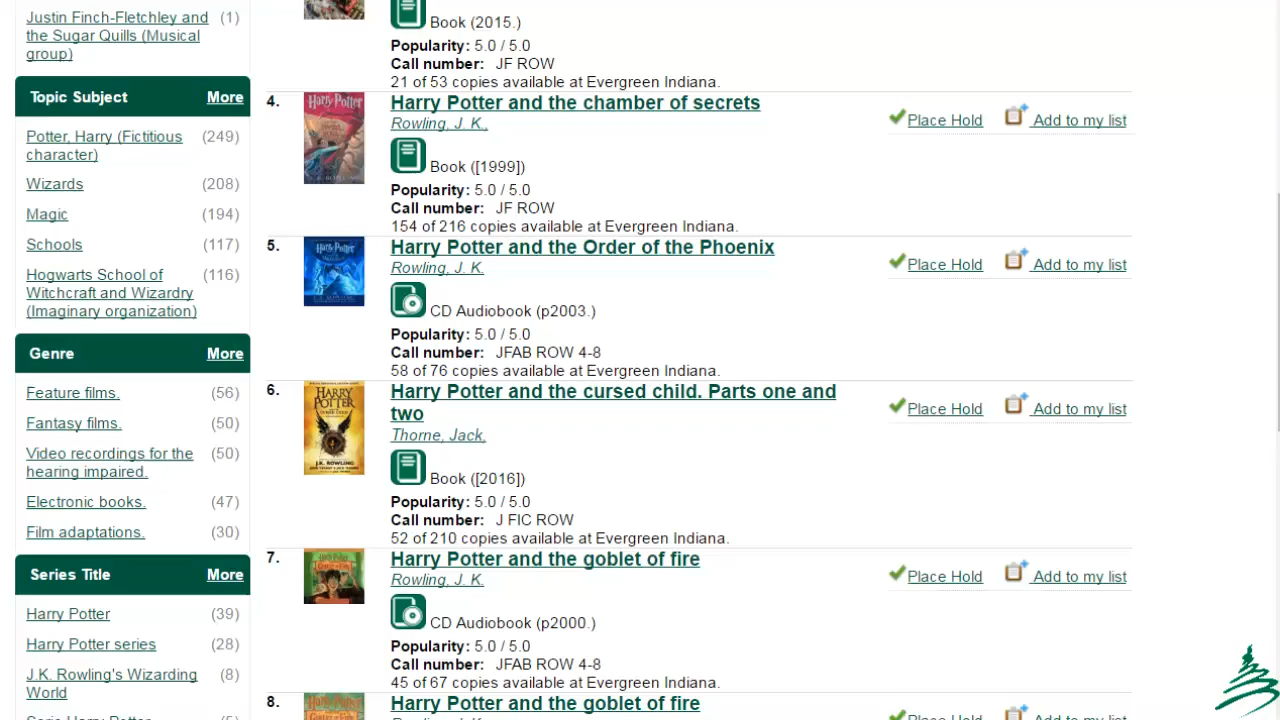 Justin Finch-Fletchley and (1)
the Sugar Quills (Musical
group)
Topic Subject More
Potter, Harry (Fictitious (249)
character)
Wizards (208)
Magic (194)
Schools (117)
Hogwarts School of (116)
Witchcraft and Wizardry
(Imaginary organization)
Genre More
Feature films. (56)
Fantasy films. (50)
Video recordings for the (50)
hearing impaired.
Electronic books. (47)
Film adaptations. (30)
Series Title More
Harry Potter (39)
Harry Potter series (28)
J.K. Rowling's Wizarding (8)
World
Book (2015.)
Popularity: 5.0 / 5.0
Call number: JF ROW
21 of 53 copies available at Evergreen Indiana.
4. Harry Potter and the chamber of secrets
Rowling, J. K.,
Place Hold Add to my list
Book ([1999])
Popularity: 5.0 / 5.0
Call number: JF ROW
154 of 216 copies available at Evergreen Indiana.
5. Harry Potter and the Order of the Phoenix
Rowling, J. K.
Place Hold Add to my list
CD Audiobook (p2003.)
Popularity: 5.0 / 5.0
Call number: JFAB ROW 4-8
58 of 76 copies available at Evergreen Indiana.
6. Harry Potter and the cursed child. Parts one and
two
Thorne, Jack,
Place Hold Add to my list
Book ([2016])
Popularity: 5.0 / 5.0
Call number: J FIC ROW
52 of 210 copies available at Evergreen Indiana.
7. Harry Potter and the goblet of fire
Rowling, J. K.
Place Hold Add to my list
CD Audiobook (p2000.)
Popularity: 5.0 / 5.0
Call number: JFAB ROW 4-8
45 of 67 copies available at Evergreen Indiana.
8. Harry Potter and the goblet of fire
Place Hold Add to my list